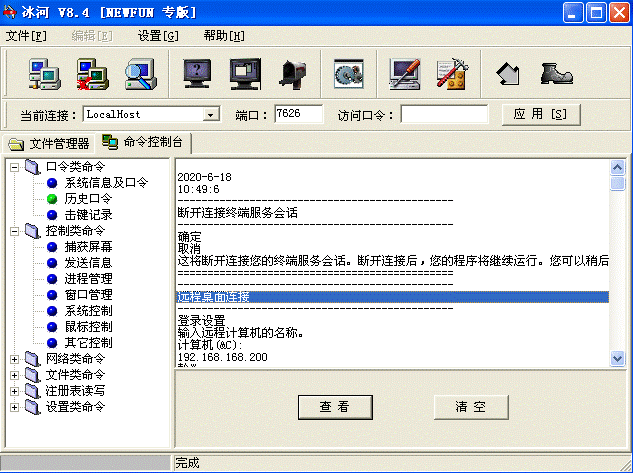 冰河 V8.4 [NEWFUN 专版]
文件[F] 编辑[E] 设置[G] 帮助[H]
当前连接： LocalHost 端口： 7626 访问口令： 应 用 [S]
文件管理器 命令控制台
口令类命令
系统信息及口令
历史口令
击键记录
控制类命令
捕获屏幕
发送信息
进程管理
窗口管理
系统控制
鼠标控制
其它控制
网络类命令
文件类命令
注册表读写
设置类命令
2020-6-18
10:49:6
----------------------------------------------
断开连接终端服务会话
----------------------------------------------
确定
取消
这将断开连接您的终端服务会话。断开连接后，您的程序将继续运行。您可以稍后
==============================================
----------------------------------------------
远程桌面连接
----------------------------------------------
登录设置
输入远程计算机的名称。
计算机(&C):
192.168.168.200
查 看 清 空
完成